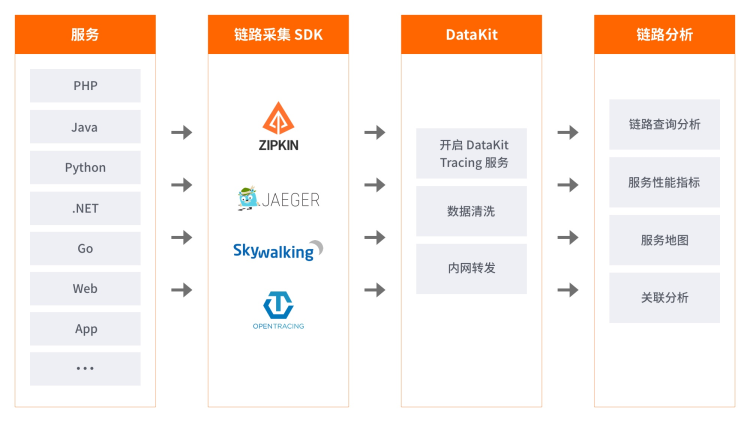 服务
PHP
Java
Python
.NET
Go
Web
App
•••
链路采集 SDK
ZIPKIN
JAEGER
Skywalking
OPENTRACING
DataKit
开启 DataKit
Tracing 服务
数据清洗
内网转发
链路分析
链路查询分析
服务性能指标
服务地图
关联分析